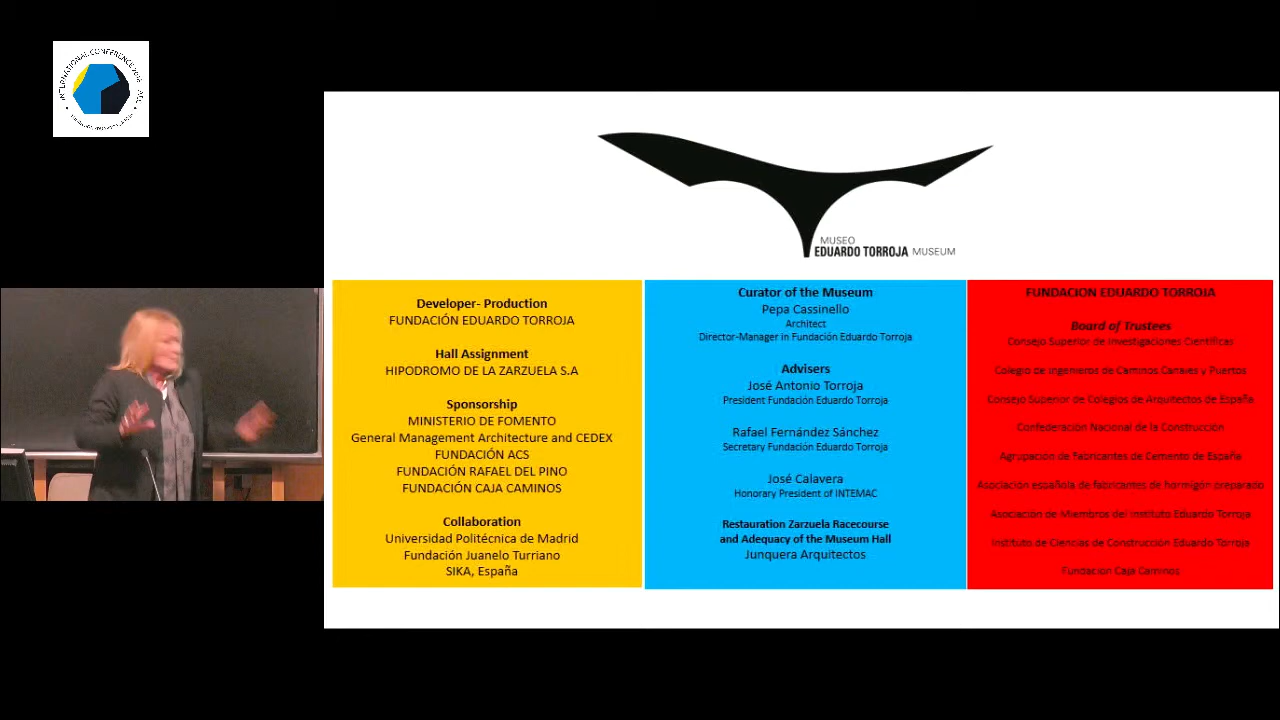 INTERNATIONAL CONFERENCE
MUSEO
EDUARDO TORROJA MUSEUM
Developer- Production
FUNDACIÓN EDUARDO TORROJA
Hall Assignment
HIPODROMO DE LA ZARZUELA S.A
Sponsorship
MINISTERIO DE FOMENTO
General Management Architecture and CEDEX
FUNDACIÓN ACS
FUNDACIÓN RAFAEL DEL PINO
FUNDACIÓN CAJA CAMINOS
Collaboration
Universidad Politécnica de Madrid
Fundación Juanelo Turriano
SIKA, España
Curator of the Museum
Pepa Cassinello
Architect
Director-Manager in Fundación Eduardo Torroja
Advisers
José Antonio Torroja
President Fundación Eduardo Torroja
Rafael Fernández Sánchez
Secretary Fundación Eduardo Torroja
José Calavera
Honorary President of INTEMAC
Restauration Zarzuela Racecourse
and Adequacy of the Museum Hall
Junquera Arquitectos
FUNDACION EDUARDO TORROJA
Board of Trustees
Consejo Superior de Investigaciones Científicas
Colegio de Ingenieros de Caminos Canales y Puertos
Consejo Superior de Colegios de Arquitectos de España
Confederación Nacional de la Construcción
Agrupación de Fabricantes de Cemento de España
Asociación española de fabricantes de hormigón preparado
Asociación de Miembros del Instituto Eduardo Torroja
Instituto de Ciencias de Construcción Eduardo Torroja
Fundación Caja Caminos